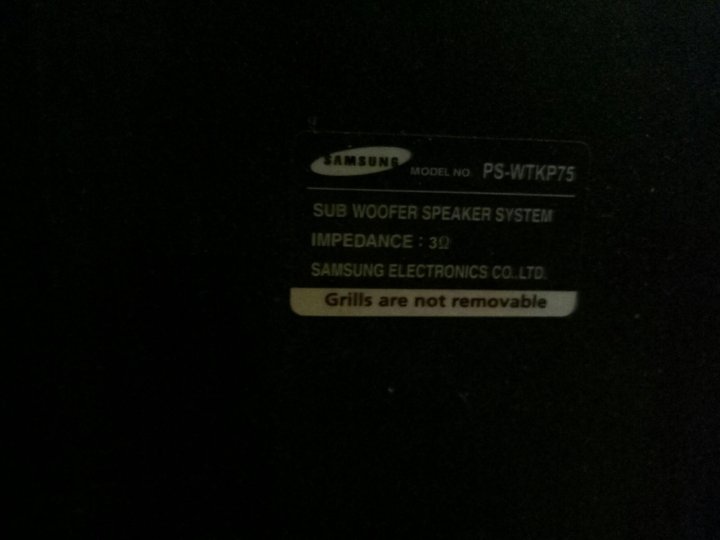 SAMSUNG MODEL NO. PS-WTKP75
SUB WOOFER SPEAKER SYSTEM
IMPEDANCE : 3Ω
SAMSUNG ELECTRONICS CO.,LTD.
Grills are not removable